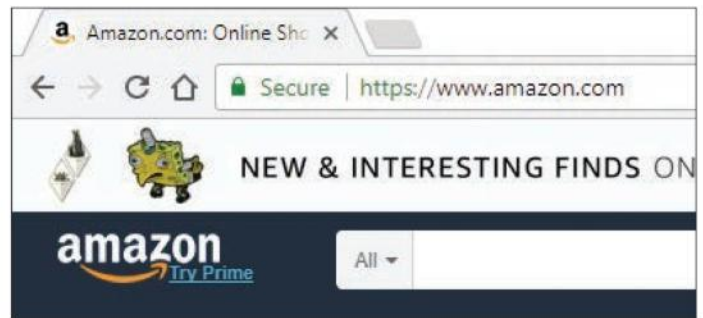 a Amazon.com: Online Sho
Secure | https://www.amazon.com
NEW & INTERESTING FINDS ON
amazon
Try Prime
All